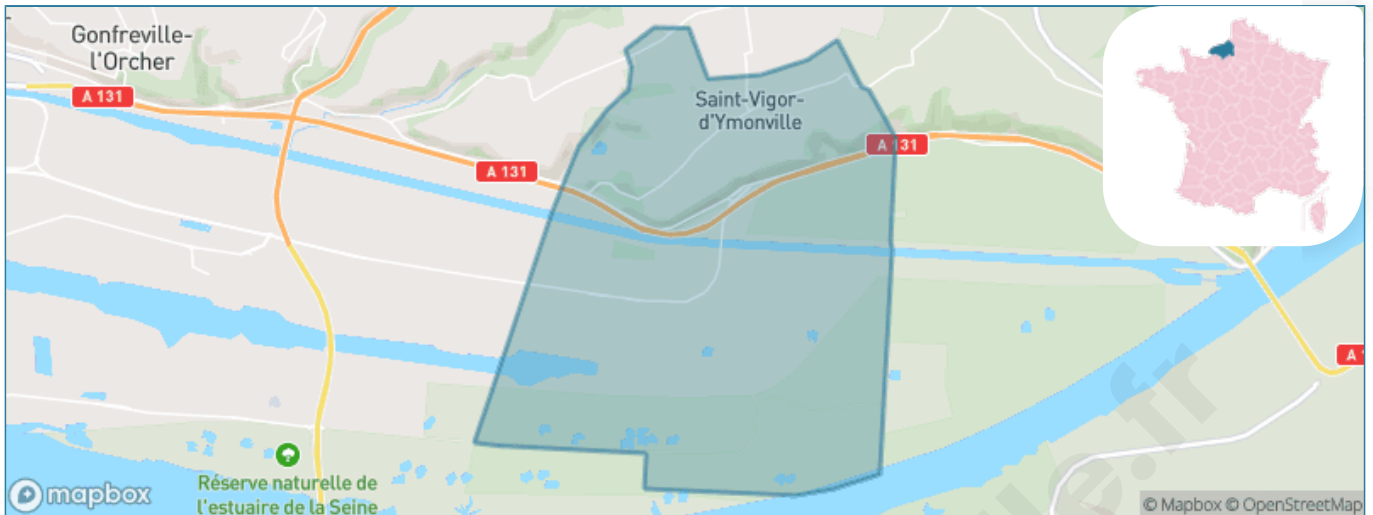 Gonfreville-
l'Orcher
A 131
Saint-Vigor-
d'Ymonville
A 131
A 131
Réserve naturelle de
l'estuaire de la Seine
mapbox
© Mapbox © OpenStreetMap